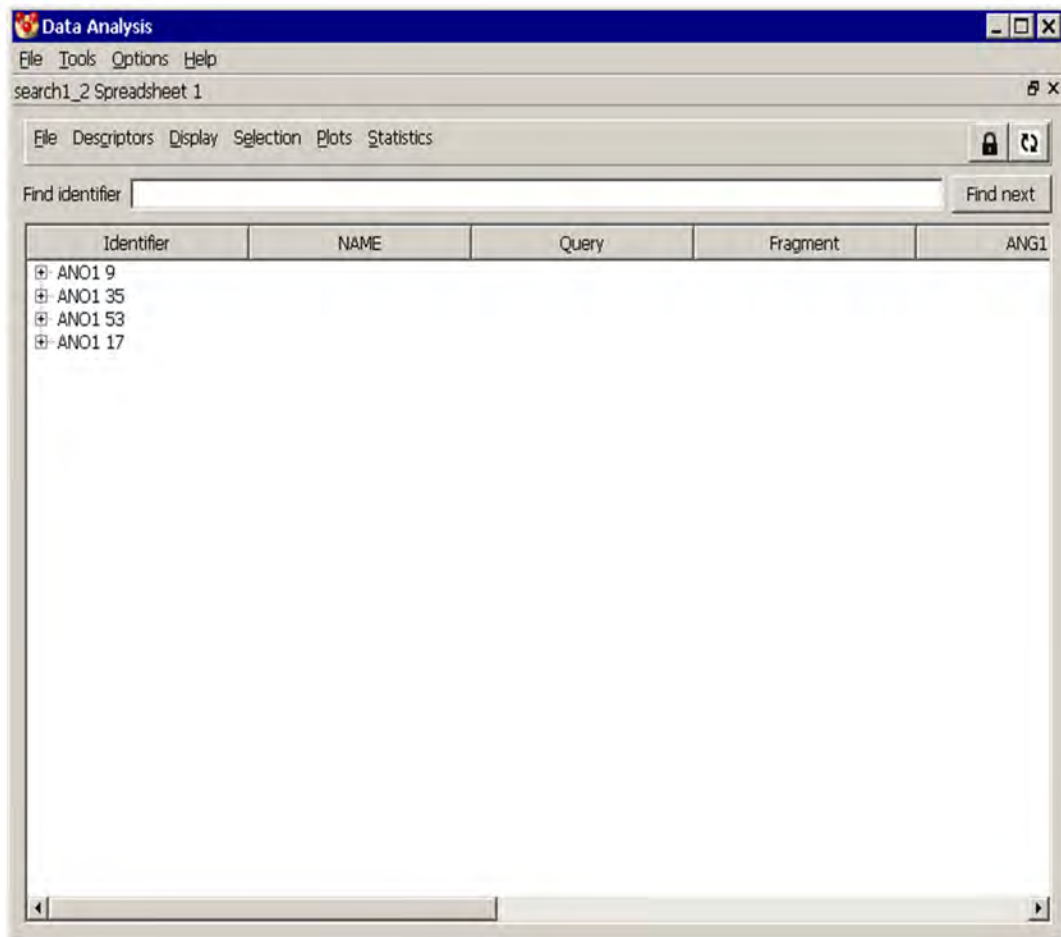 Data Analysis
File Tools Options Help
search1_2 Spreadsheet 1
File Descriptors Display Selection Plots Statistics
Find identifier Find next
Identifier NAME Query Fragment ANG1
ANO1 9
ANO1 35
ANO1 53
ANO1 17